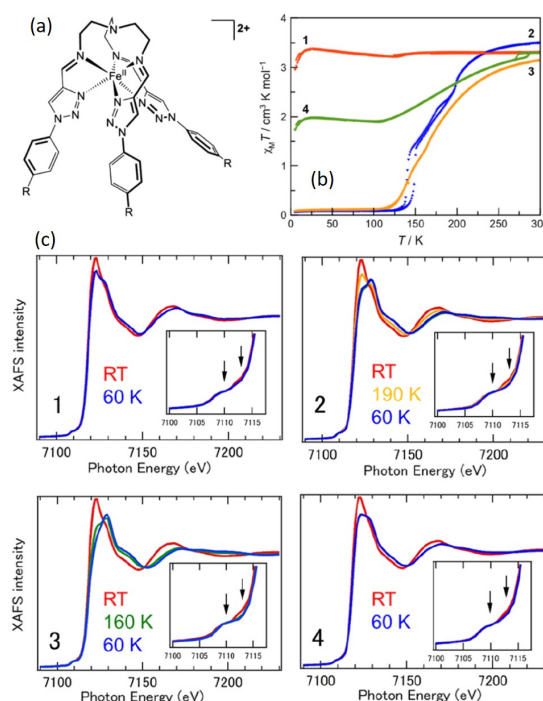 (a)
2+
N
N
N
N
Feᴵᴵ
N
N
N
N
N
N
N
N
N
R
R
R
χMT / cm³ K mol⁻¹
4
3
2
1
0
1
2
3
4
(b)
0
50
100
150
200
250
300
T / K
(c)
XAFS intensity
RT
60 K
1
7100 7105 7110 7115
7100
7150
7200
Photon Energy (eV)
RT
190 K
60 K
2
7100 7105 7110 7115
7100
7150
7200
Photon Energy (eV)
XAFS intensity
RT
160 K
60 K
3
7100 7105 7110 7115
7100
7150
7200
Photon Energy (eV)
RT
60 K
4
7100 7105 7110 7115
7100
7150
7200
Photon Energy (eV)